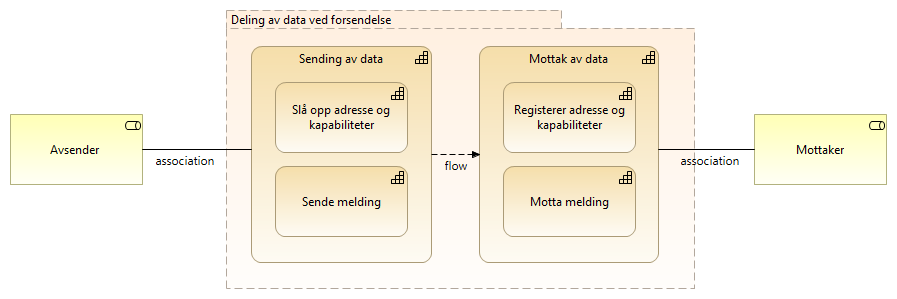 Deling av data ved forsendelse
Sending av data
Mottak av data
Slå opp adresse og
kapabiliteter
Registerer adresse og
kapabiliteter
Avsender
association
flow
association
Mottaker
Sende melding
Motta melding